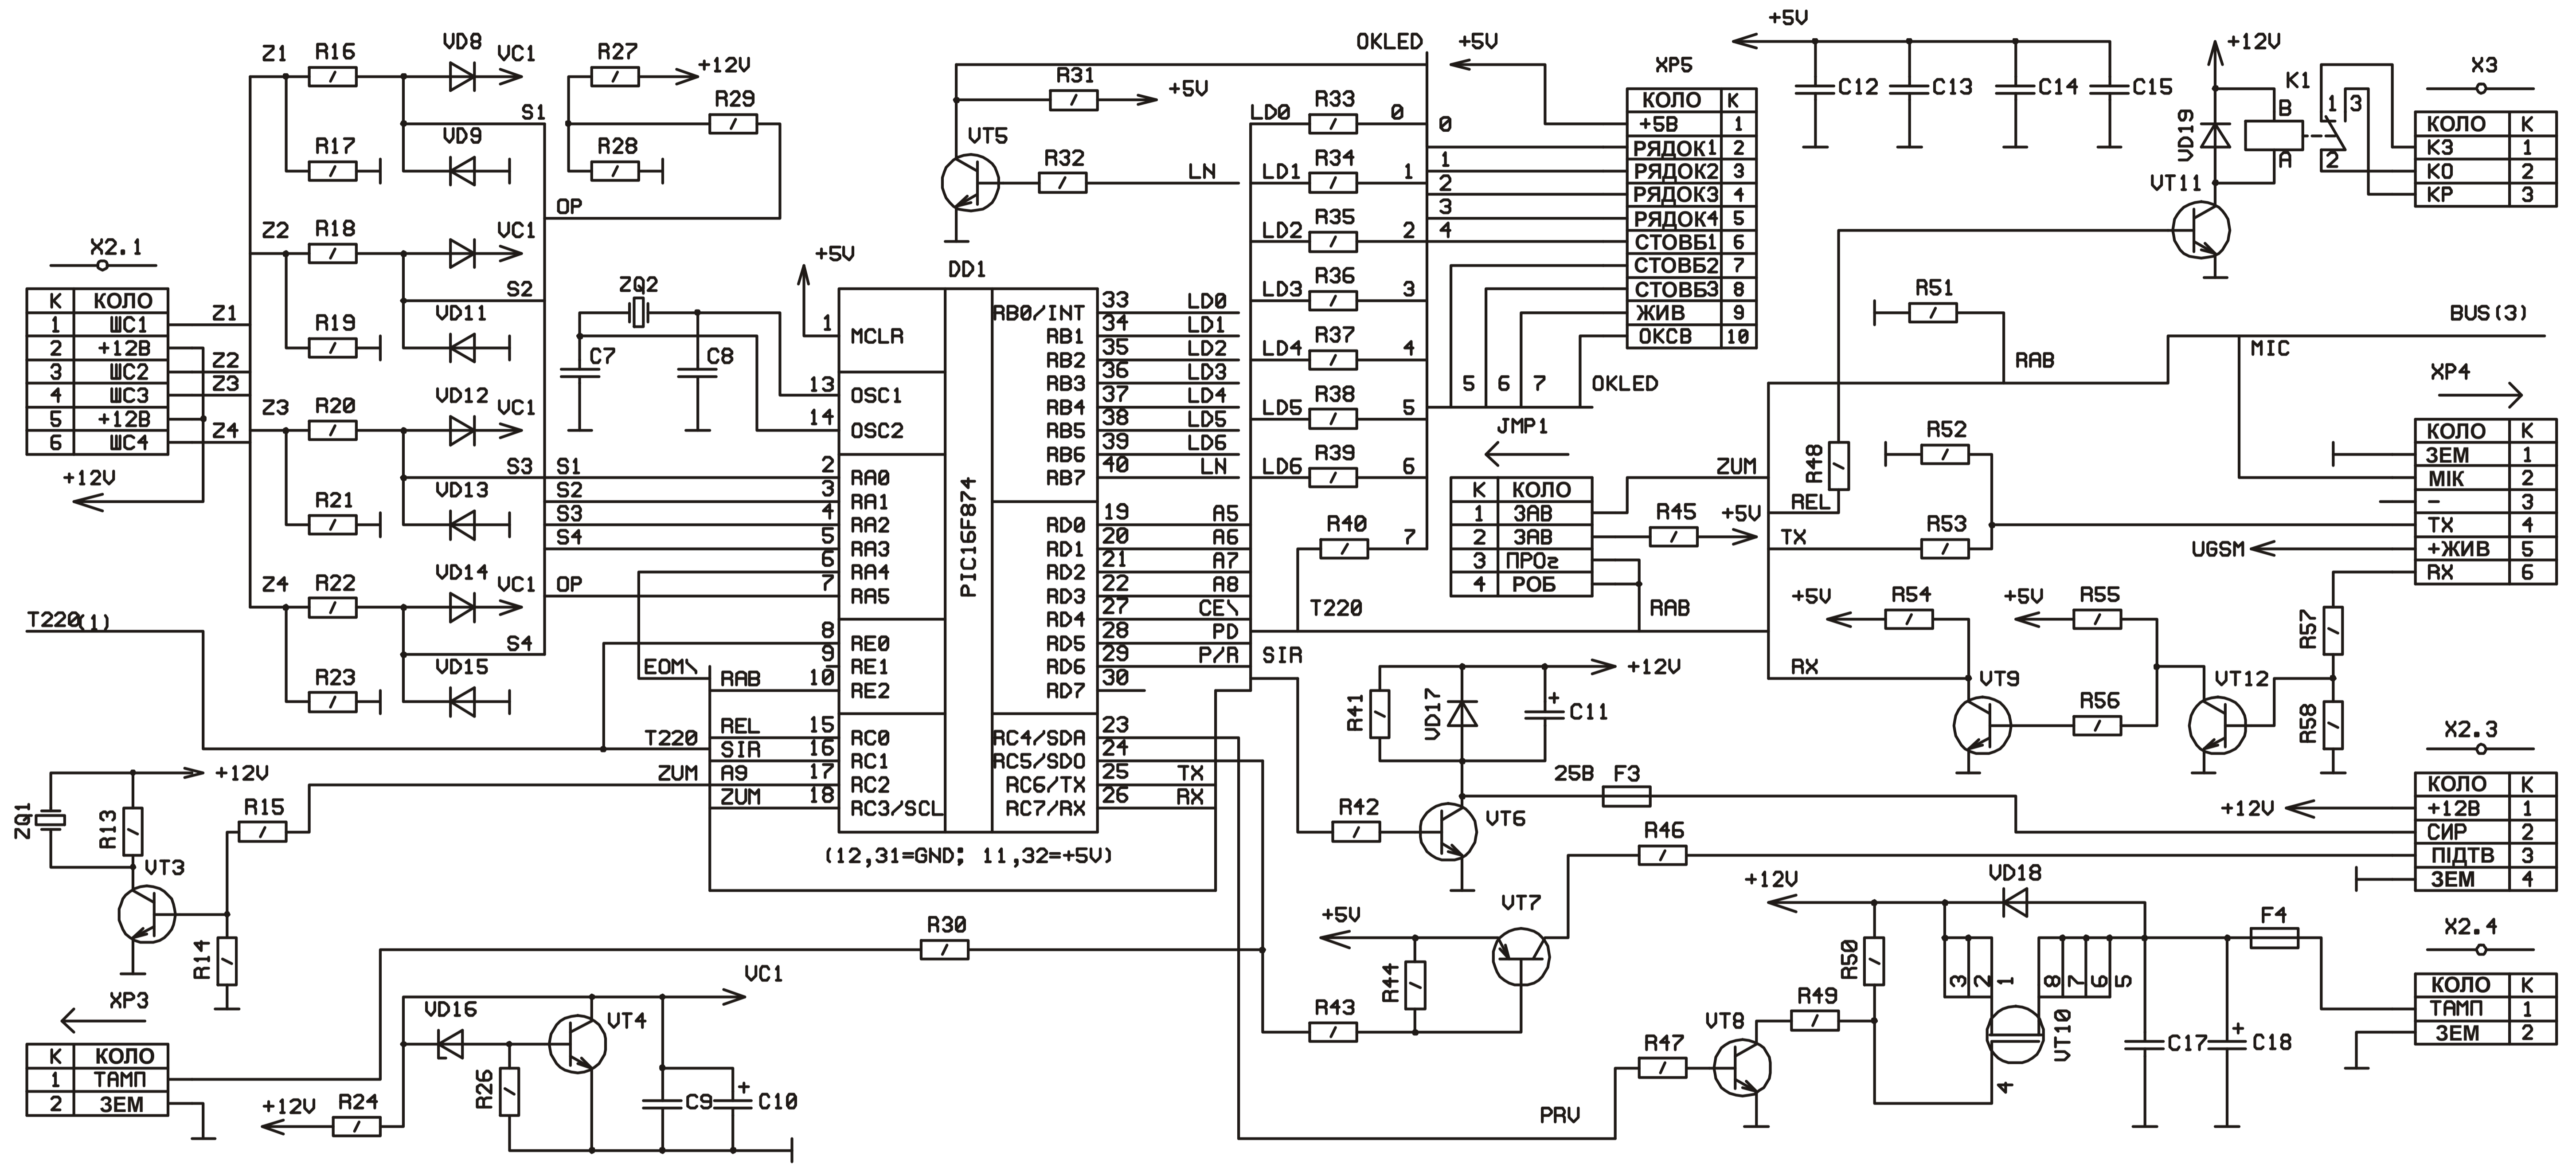 X2.1
К КОЛО
1 ШС1
2 +12В
3 ШС2
4 ШС3
5 +12В
6 ШС4
+12V
Z1
Z2
Z3
Z4
T220(1)
Z1 R16 VD8 VC1
R17 VD9
S1
Z2 R18 VC1
S2
R19 VD11
Z3 R20 VD12 VC1
S3
R21 VD13
Z4 R22 VD14 VC1
S4
R23 VD15
R27 +12V
R29
R28
OP
ZQ2
C7
C8
+5V
S1
S2
S3
S4
OP
EOM\
T220
ZUM
RAB
REL
SIR
A9
ZUM
DD1
PIC16F874
1 MCLR
13 OSC1
14 OSC2
2 RA0
3 RA1
4 RA2
5 RA3
6 RA4
7 RA5
8 RE0
9 RE1
10 RE2
15 RC0
16 RC1
17 RC2
18 RC3/SCL
RB0/INT 33 LD0
RB1 34 LD1
RB2 35 LD2
RB3 36 LD3
RB4 37 LD4
RB5 38 LD5
RB6 39 LD6
RB7 40 LN
RD0 19 A5
RD1 20 A6
RD2 21 A7
RD3 22 A8
RD4 27 CE\
RD5 28 PD
RD6 29 P/R
RD7 30
RC4/SDA 23
RC5/SDO 24
RC6/TX 25 TX
RC7/RX 26 RX
(12,31=GND; 11,32=+5V)
ZQ1
R13
+12V
VT3
R15
R14
XP3
К КОЛО
1 ТАМП
2 ЗЕМ
+12V R24
VD16
R26
VT4
VC1
C9
C10
+
R30
OKLED
R31 +5V
VT5
R32 LN
LD0 R33 0
LD1 R34 1
LD2 R35 2
LD3 R36 3
LD4 R37 4
LD5 R38 5
LD6 R39 6
R40 7
T220
SIR
+5V
0
1
2
3
4
XP5
КОЛО К
+5В 1
РЯДОК1 2
РЯДОК2 3
РЯДОК3 4
РЯДОК4 5
СТОВБ1 6
СТОВБ2 7
СТОВБ3 8
ЖИВ 9
ОКСВ 10
5 6 7 OKLED
JMP1
К КОЛО
1 ЗАВ
2 ЗАВ
3 ПРОг
4 РОБ
R45 +5V
RAB
ZUM
REL
TX
RX
R41
VD17
C11
+
+12V
25В F3
R42
VT6
R46
+5V
VT7
R44
R43
R47
PRV
VT8
R49
R50
+12V
VD18
3 2 1
8 7 6 5
4
VT10
C17
C18
+
F4
+5V
C12 C13 C14 C15
+12V
VD19
K1
B
A
1 3
2
VT11
X3
КОЛО К
КЗ 1
КО 2
КР 3
R51
RAB
BUS(3)
MIC
R48
R52
R53
XP4
КОЛО К
ЗЕМ 1
МІК 2
– 3
TX 4
+ЖИВ 5
RX 6
UGSM
+5V R54
+5V R55
R56
VT9
VT12
R57
R58
X2.3
КОЛО К
+12В 1
СИР 2
ПІДТВ 3
ЗЕМ 4
+12V
X2.4
КОЛО К
ТАМП 1
ЗЕМ 2